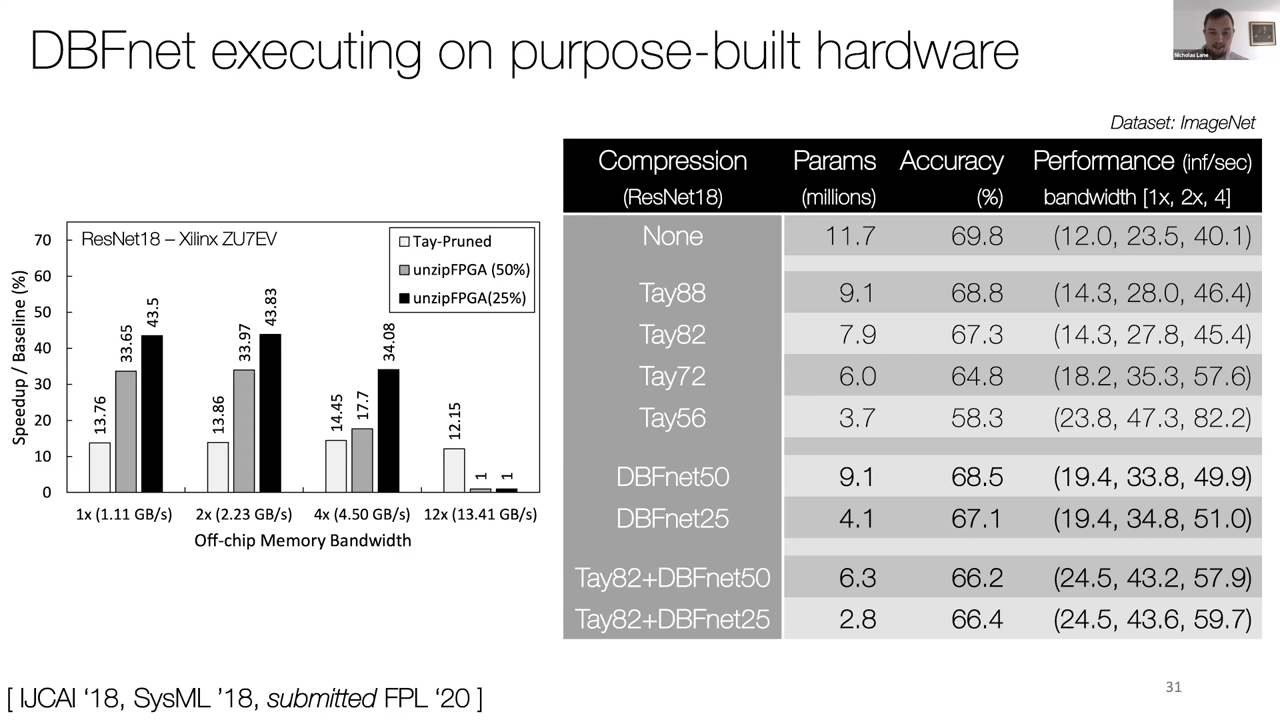 DBFnet executing on purpose-built hardware
Nicholas Lane
Dataset: ImageNet
ResNet18 – Xilinx ZU7EV
Tay-Pruned
unzipFPGA (50%)
unzipFPGA(25%)
Speedup / Baseline (%)
70
60
50
40
30
20
10
0
13.76
33.65
43.5
13.86
33.97
43.83
14.45
17.7
34.08
12.15
1
1
1x (1.11 GB/s)
2x (2.23 GB/s)
4x (4.50 GB/s)
12x (13.41 GB/s)
Off-chip Memory Bandwidth
Compression Params Accuracy Performance (inf/sec)
(ResNet18) (millions) (%) bandwidth [1x, 2x, 4]
None 11.7 69.8 (12.0, 23.5, 40.1)
Tay88 9.1 68.8 (14.3, 28.0, 46.4)
Tay82 7.9 67.3 (14.3, 27.8, 45.4)
Tay72 6.0 64.8 (18.2, 35.3, 57.6)
Tay56 3.7 58.3 (23.8, 47.3, 82.2)
DBFnet50 9.1 68.5 (19.4, 33.8, 49.9)
DBFnet25 4.1 67.1 (19.4, 34.8, 51.0)
Tay82+DBFnet50 6.3 66.2 (24.5, 43.2, 57.9)
Tay82+DBFnet25 2.8 66.4 (24.5, 43.6, 59.7)
[ IJCAI ‘18, SysML ’18, submitted FPL ‘20 ]
31